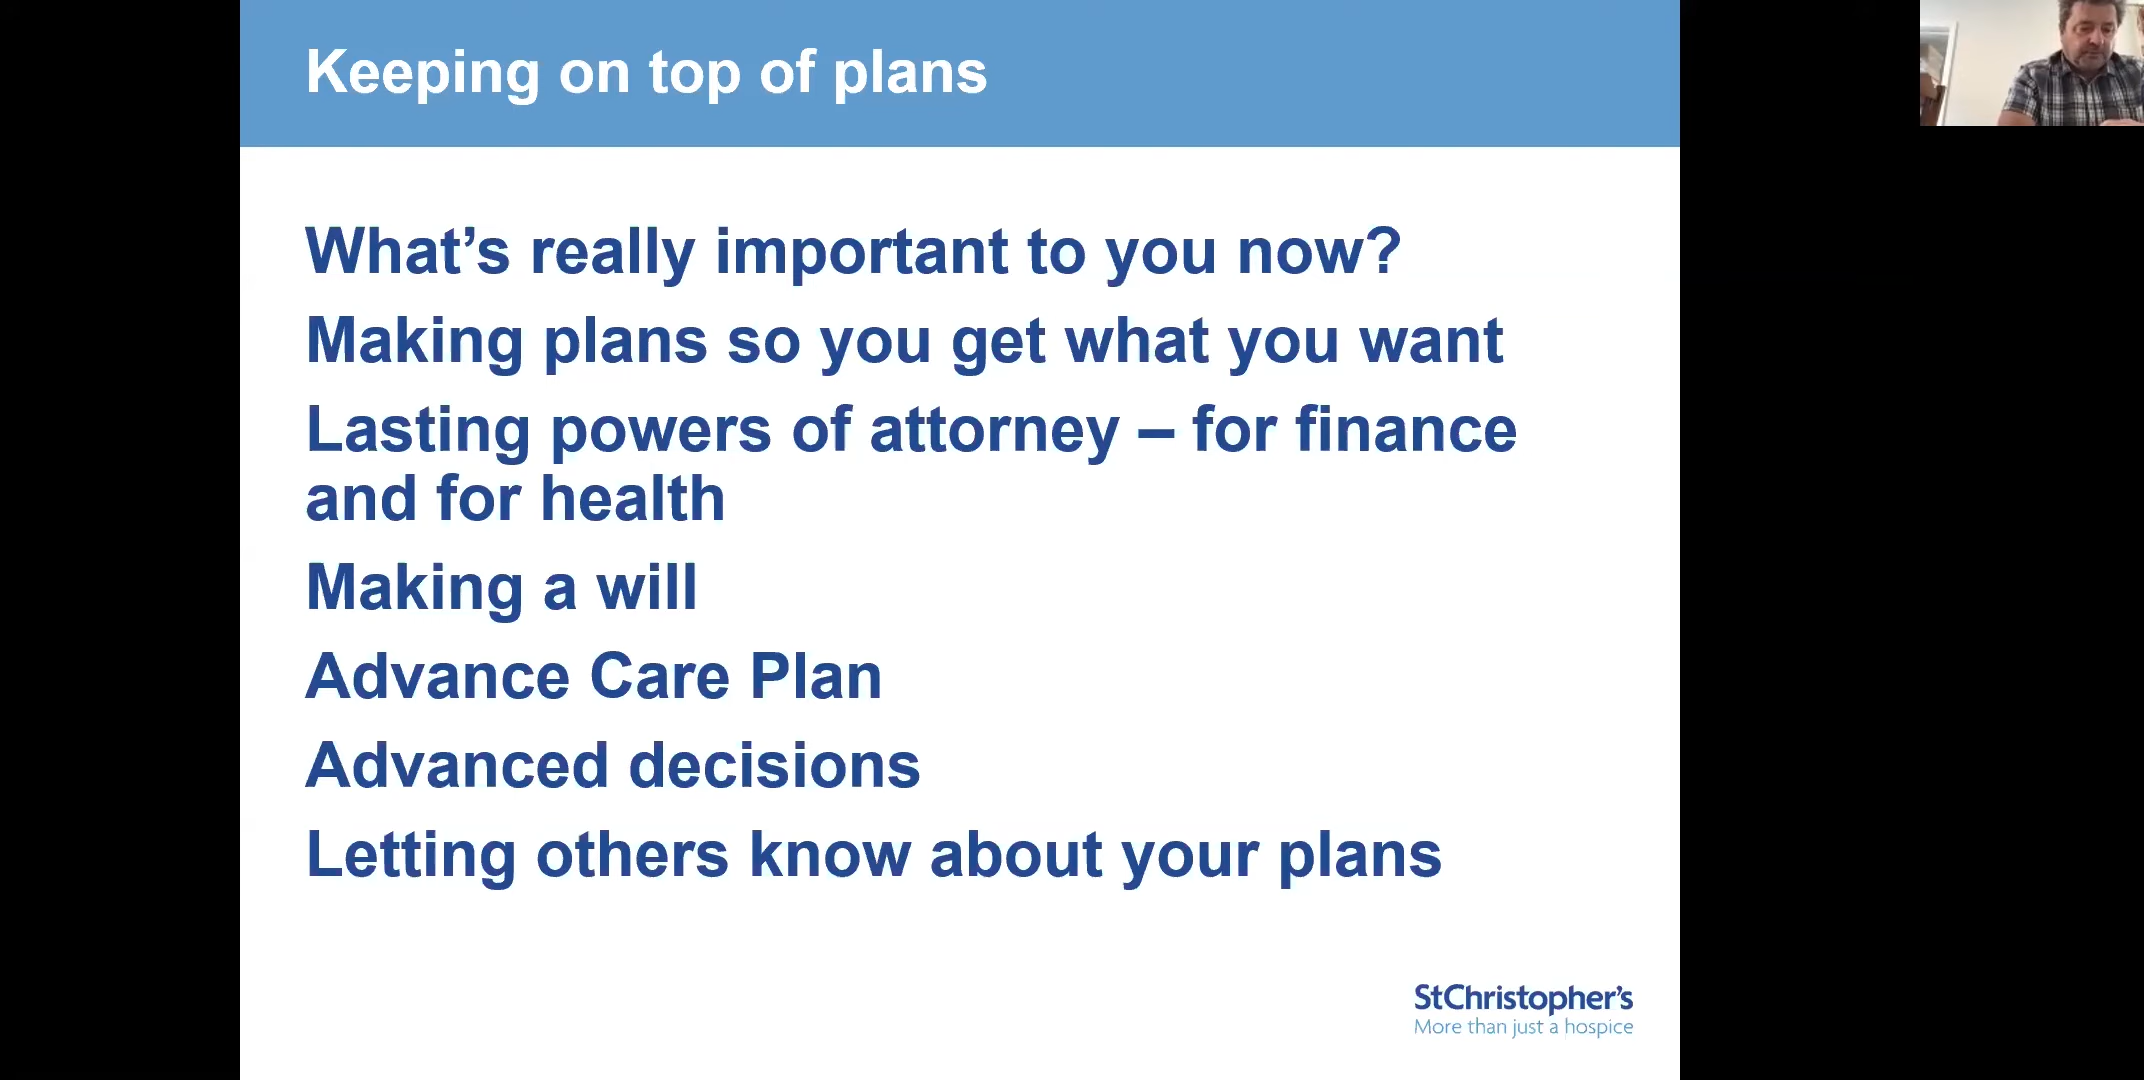 Keeping on top of plans
What’s really important to you now?
Making plans so you get what you want
Lasting powers of attorney – for finance
and for health
Making a will
Advance Care Plan
Advanced decisions
Letting others know about your plans
StChristopher’s
More than just a hospice